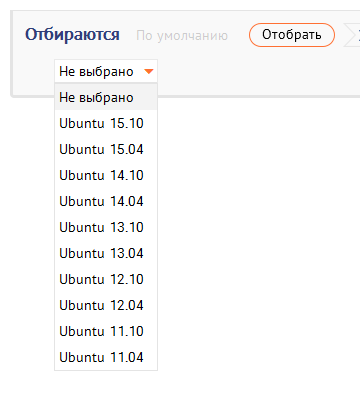 Отбираются По умолчанию Отобрать
Не выбрано
Не выбрано
Ubuntu 15.10
Ubuntu 15.04
Ubuntu 14.10
Ubuntu 14.04
Ubuntu 13.10
Ubuntu 13.04
Ubuntu 12.10
Ubuntu 12.04
Ubuntu 11.10
Ubuntu 11.04